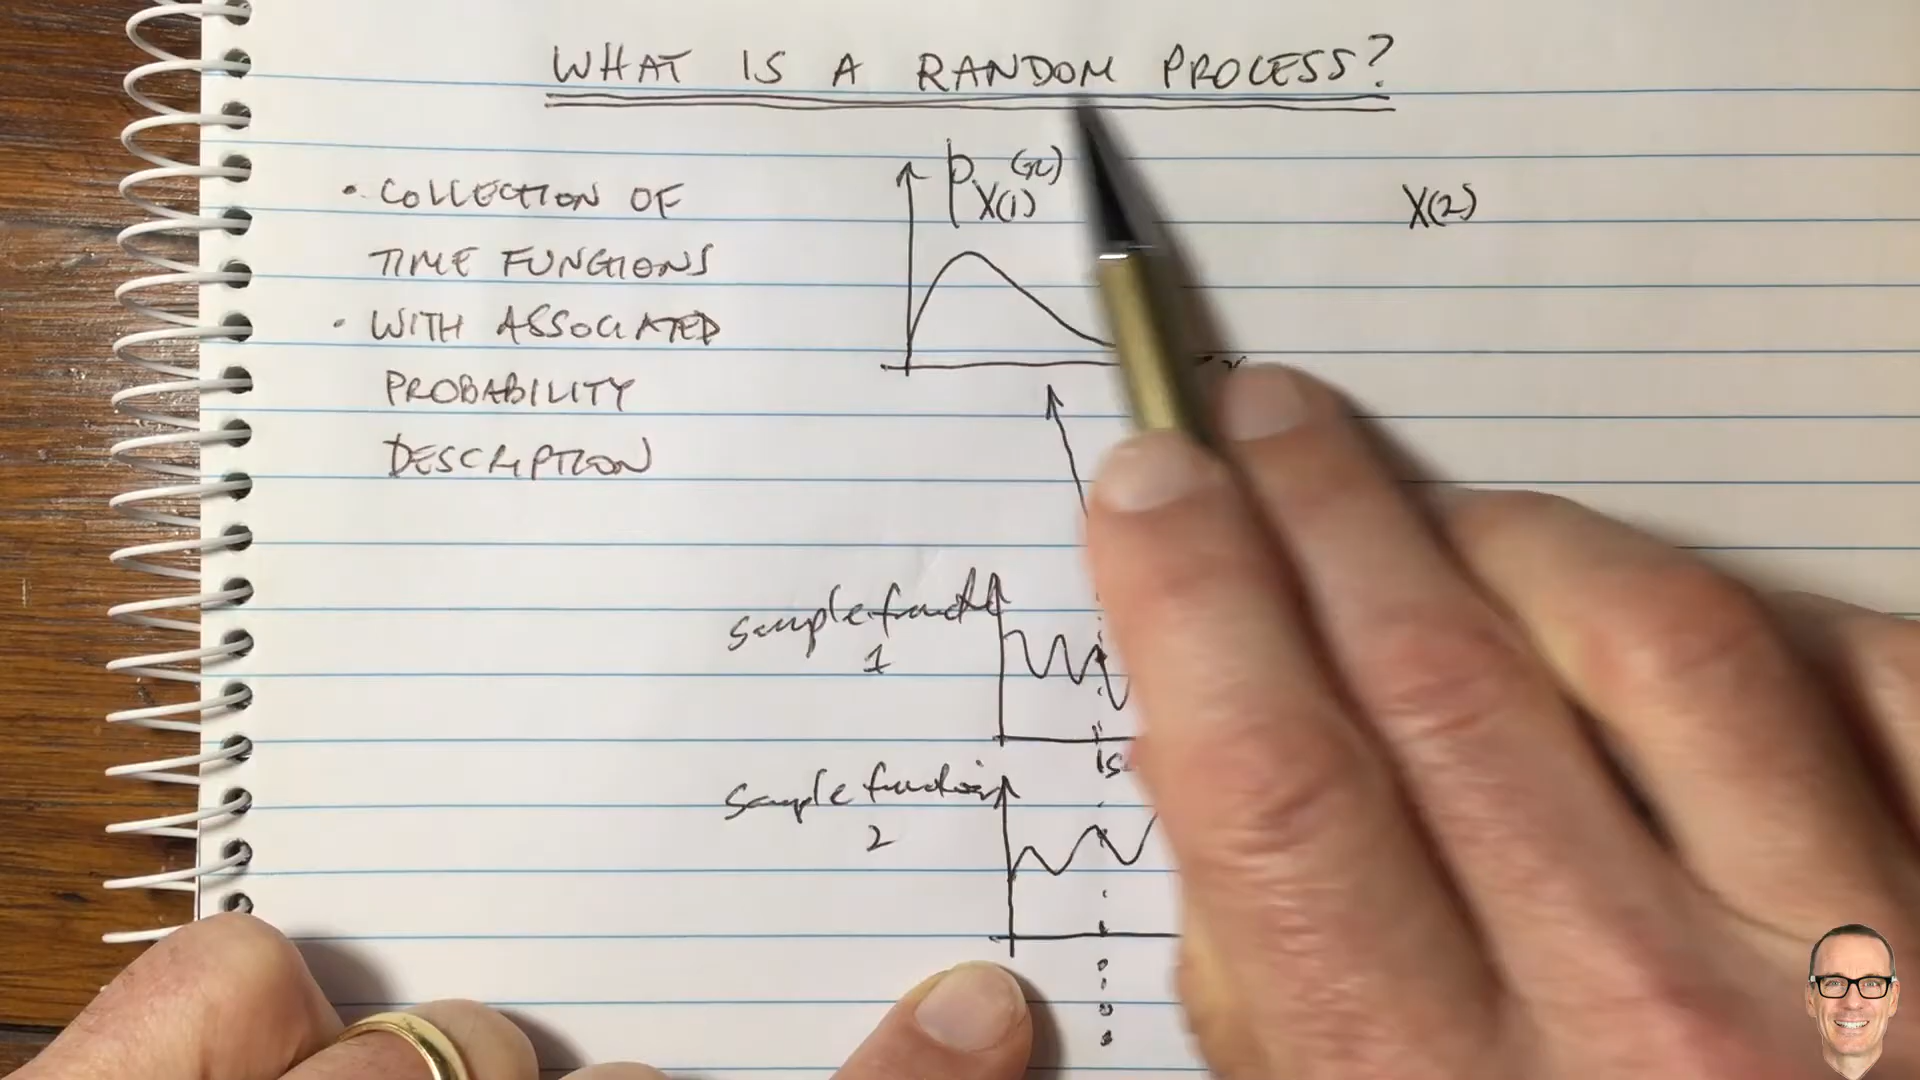 WHAT IS A RANDOM PROCESS?
• COLLECTION OF
TIME FUNCTIONS
• WITH ASSOCIATED
PROBABILITY
DESCRIPTION
p X(1) (x)
X(2)
x
sample function
1
1s
sample function
2